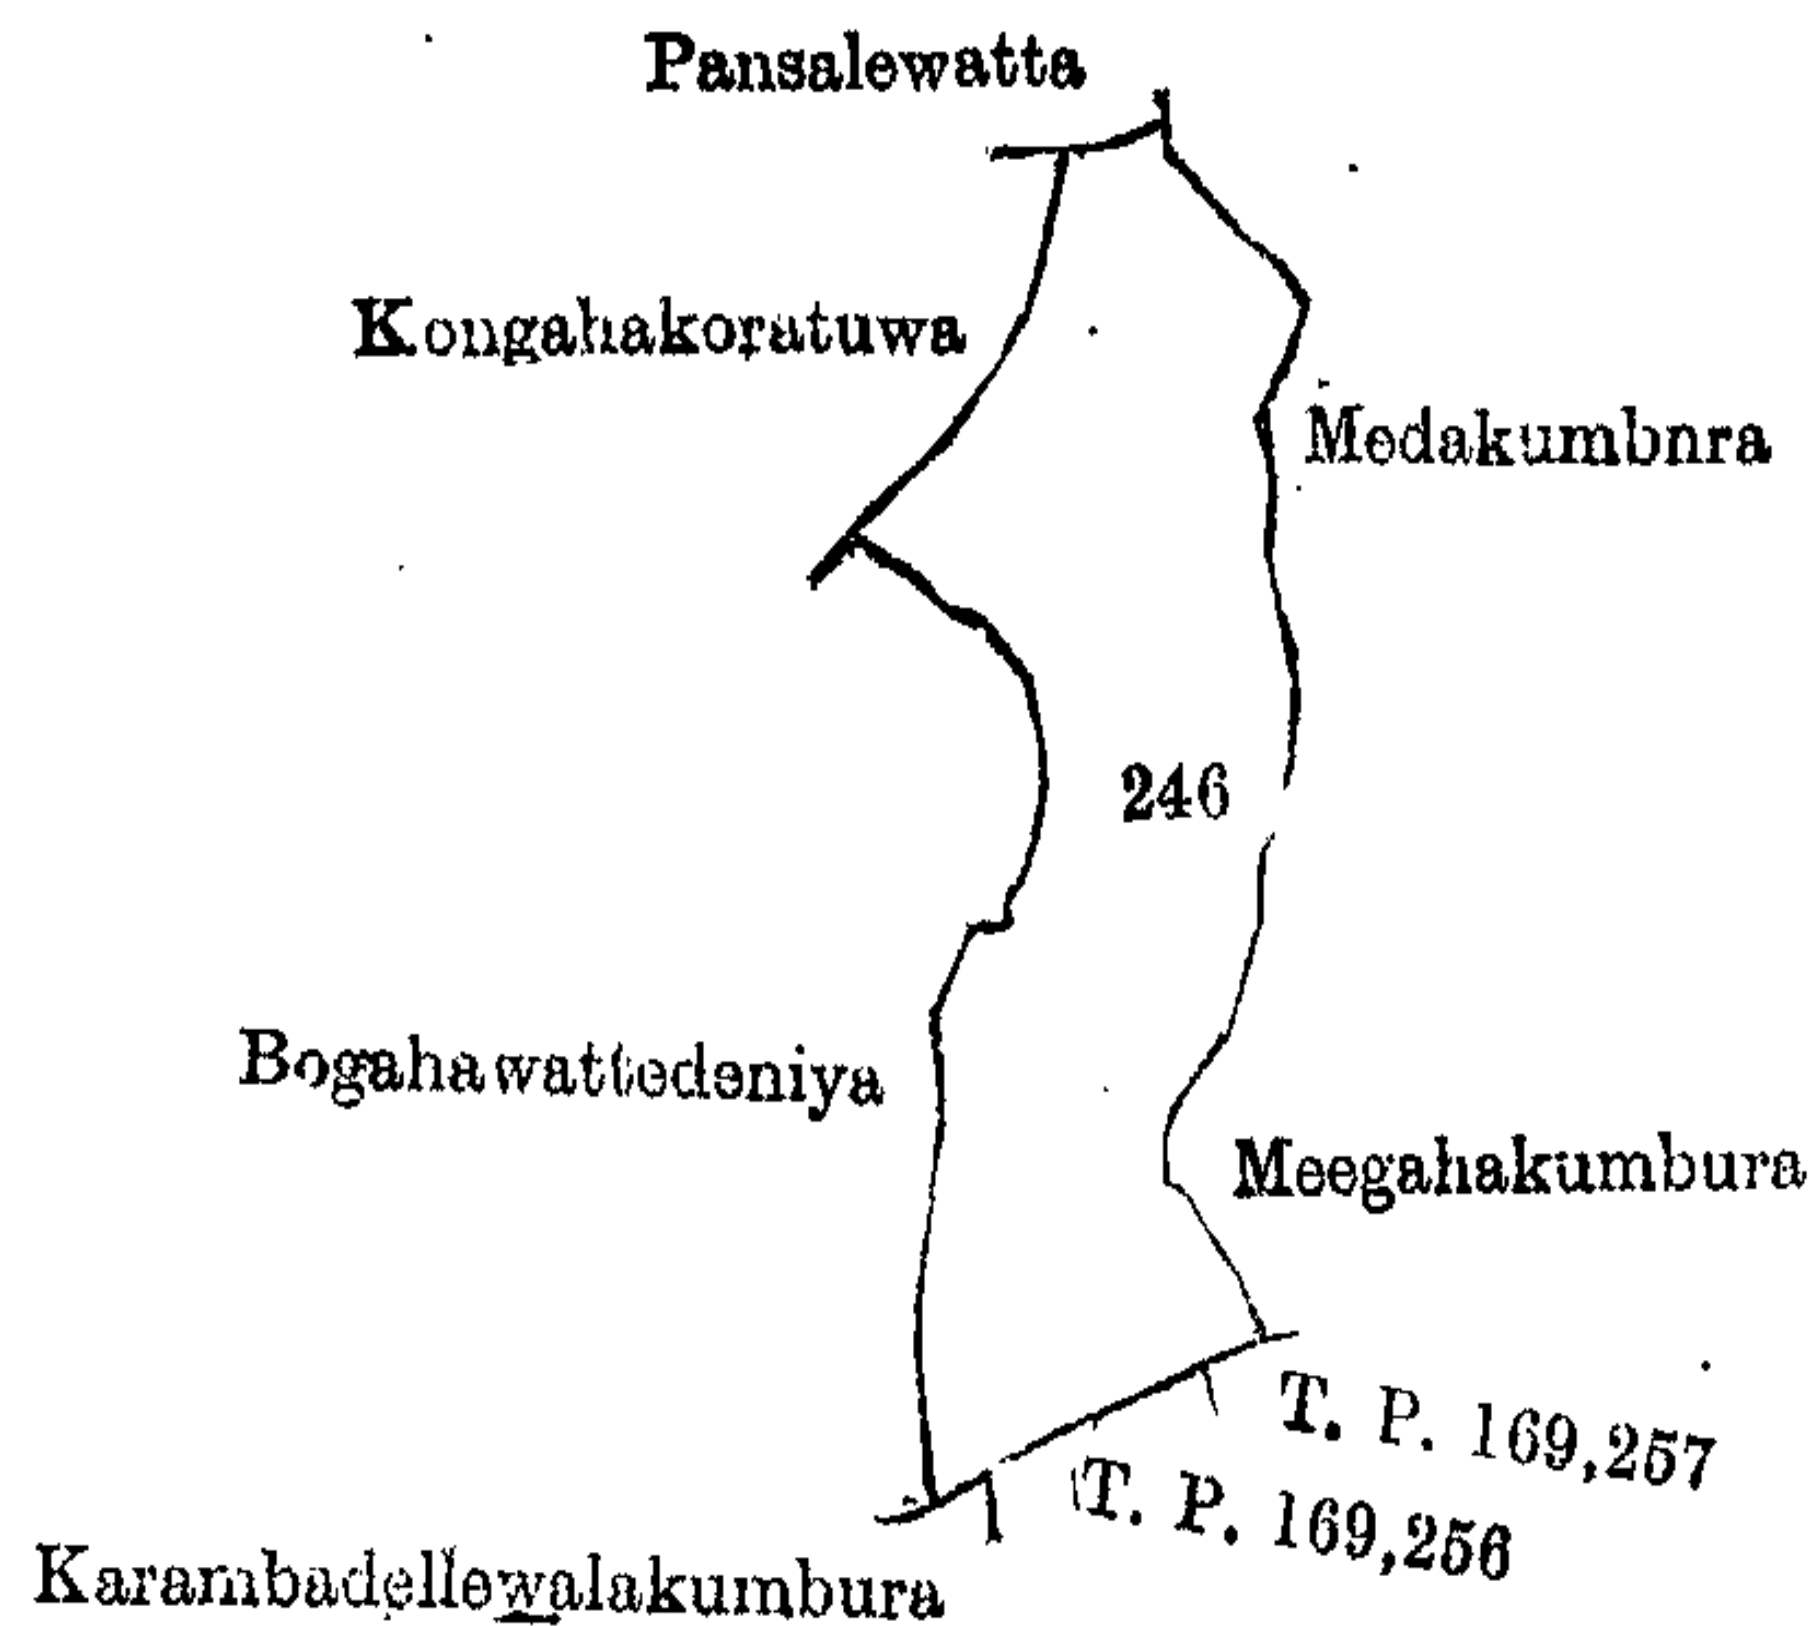 Pansalewatta
Kongahakoratuwa
Medakumbnra
246
Bogahawattedeniya
Meegahakumbura
T. P. 169,257
T. P. 169,256
Karambadellewalakumbura